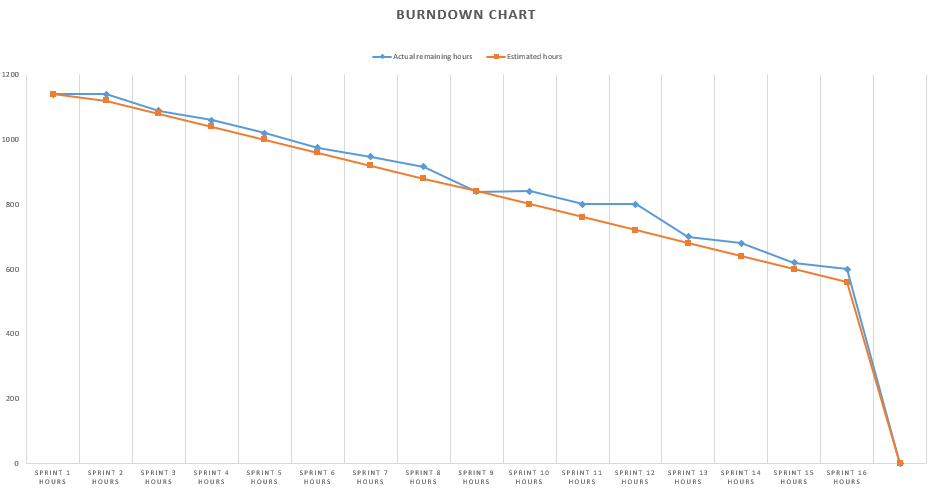 BURNDOWN CHART
Actual remaining hours
Estimated hours
1200
1000
800
600
400
200
0
SPRINT 1
HOURS
SPRINT 2
HOURS
SPRINT 3
HOURS
SPRINT 4
HOURS
SPRINT 5
HOURS
SPRINT 6
HOURS
SPRINT 7
HOURS
SPRINT 8
HOURS
SPRINT 9
HOURS
SPRINT 10
HOURS
SPRINT 11
HOURS
SPRINT 12
HOURS
SPRINT 13
HOURS
SPRINT 14
HOURS
SPRINT 15
HOURS
SPRINT 16
HOURS